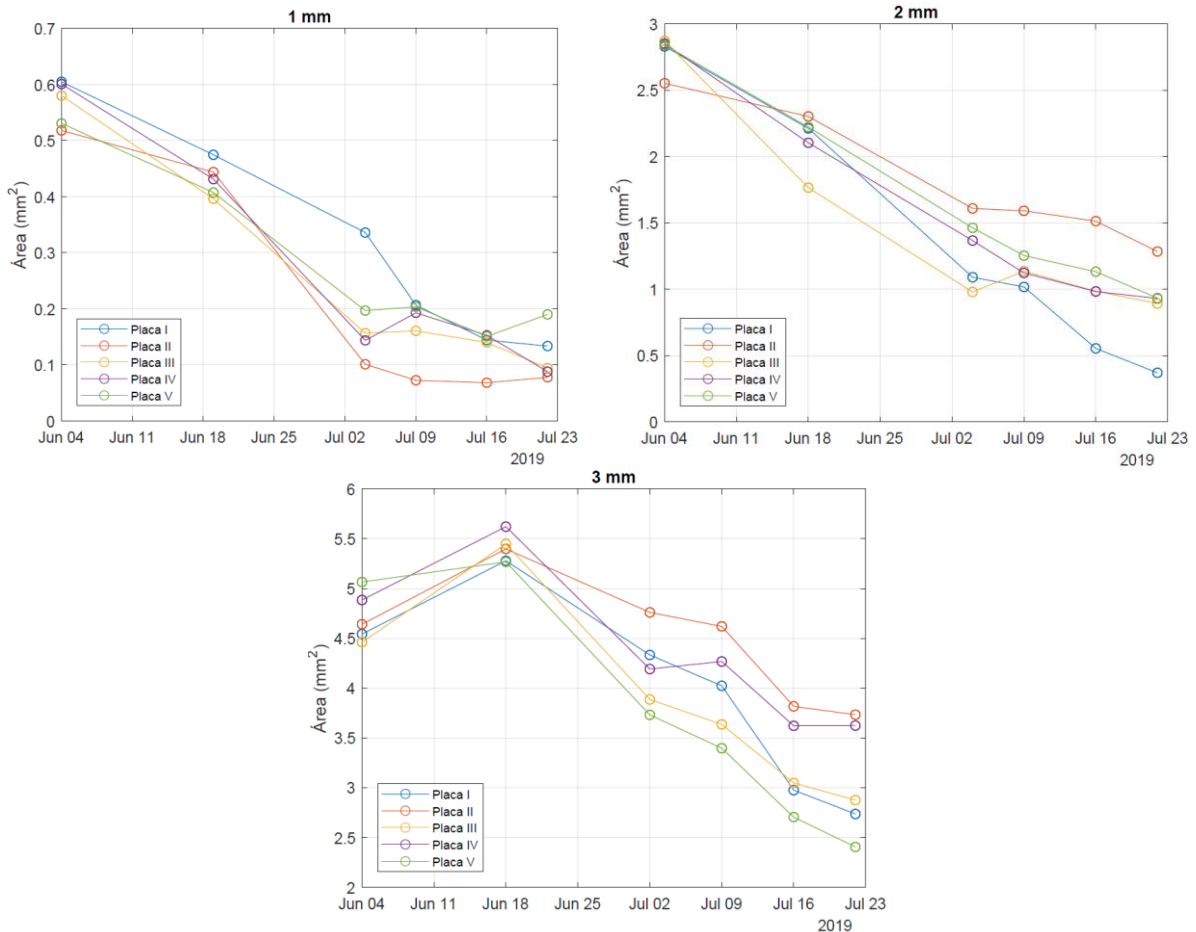 1 mm
Área (mm²)
0.7
0.6
0.5
0.4
0.3
0.2
0.1
0
Placa I
Placa II
Placa III
Placa IV
Placa V
Jun 04 Jun 11 Jun 18 Jun 25 Jul 02 Jul 09 Jul 16 Jul 23
2019
2 mm
Área (mm²)
3
2.5
2
1.5
1
0.5
0
Placa I
Placa II
Placa III
Placa IV
Placa V
Jun 04 Jun 11 Jun 18 Jun 25 Jul 02 Jul 09 Jul 16 Jul 23
2019
3 mm
Área (mm²)
6
5.5
5
4.5
4
3.5
3
2.5
2
Placa I
Placa II
Placa III
Placa IV
Placa V
Jun 04 Jun 11 Jun 18 Jun 25 Jul 02 Jul 09 Jul 16 Jul 23
2019